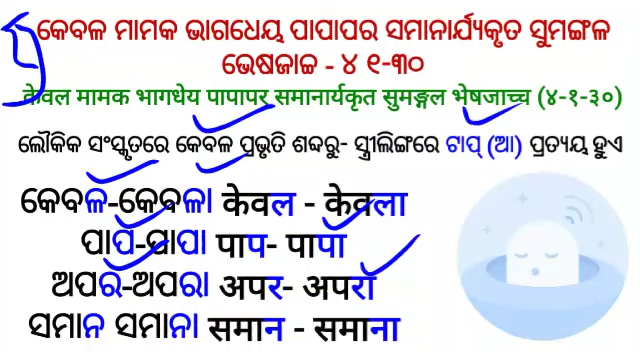 କେବଳ ମାମକ ଭାଗଧେୟ ପାପାପର ସମାନାର୍ଯ୍ୟକୃତ ସୁମଙ୍ଗଳ
ଭେଷଜାଚ୍ଚ - ୪ ୧-୩୦
केवल मामक भागधेय पापापर समानार्यकृत सुमङ्गल भेषजाच्च (४-१-३०)
ଲୌକିକ ସଂସ୍କୃତରେ କେବଳ ପ୍ରଭୃତି ଶବ୍ଦରୁ- ସ୍ତ୍ରୀଲିଙ୍ଗରେ ଟାପ୍ (ଆ) ପ୍ରତ୍ୟୟ ହୁଏ
କେବଳ-କେବଳା केवल - केवला
ପାପ-ପାପା पाप- पापा
ଅପର-ଅପରା अपर- अपरा
ସମାନ ସମାନା समान - समाना